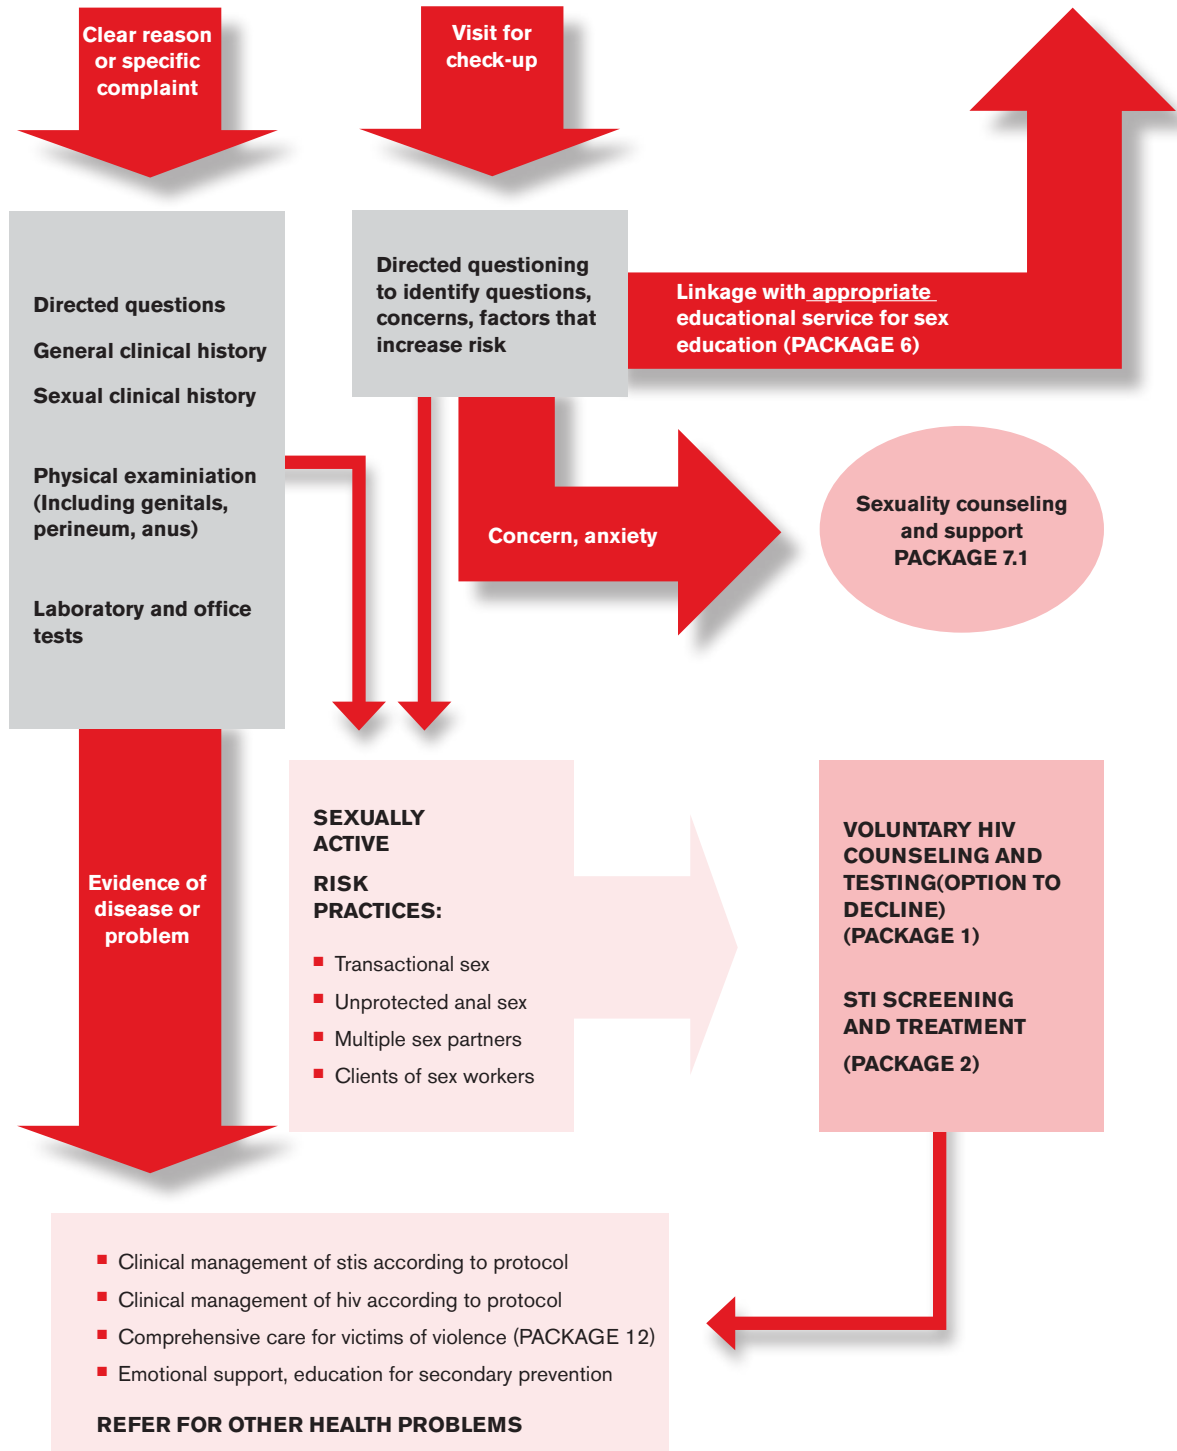 Clear reason
or specific
complaint
Visit for
check-up
Directed questions
General clinical history
Sexual clinical history
Physical examiniation
(Including genitals,
perineum, anus)
Laboratory and office
tests
Directed questioning
to identify questions,
concerns, factors that
increase risk
Linkage with appropriate
educational service for sex
education (PACKAGE 6)
Concern, anxiety
Sexuality counseling
and support
PACKAGE 7.1
Evidence of
disease or
problem
SEXUALLY
ACTIVE
RISK
PRACTICES:
■ Transactional sex
■ Unprotected anal sex
■ Multiple sex partners
■ Clients of sex workers
VOLUNTARY HIV
COUNSELING AND
TESTING(OPTION TO
DECLINE)
(PACKAGE 1)
STI SCREENING
AND TREATMENT
(PACKAGE 2)
■ Clinical management of stis according to protocol
■ Clinical management of hiv according to protocol
■ Comprehensive care for victims of violence (PACKAGE 12)
■ Emotional support, education for secondary prevention
REFER FOR OTHER HEALTH PROBLEMS